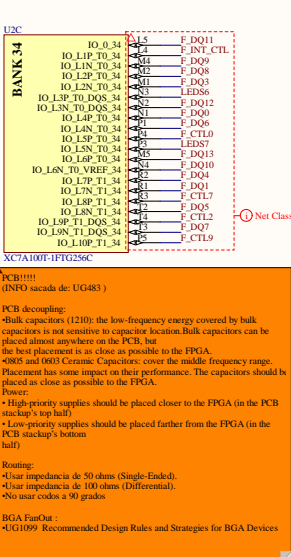 U2C
BANK 34
IO_0_34 L5 F_DQ11
IO_L1P_T0_34 L4 F_INT_CTL
IO_L1N_T0_34 M4 F_DQ9
IO_L2P_T0_34 M2 F_DQ8
IO_L2N_T0_34 M1 F_DQ3
IO_L3P_T0_DQS_34 N3 LEDS6
IO_L3N_T0_DQS_34 N2 F_DQ12
IO_L4P_T0_34 N1 F_DQ0
IO_L4N_T0_34 P1 F_DQ6
IO_L5P_T0_34 P4 F_CTL0
IO_L5N_T0_34 P3 LEDS7
IO_L6P_T0_34 M5 F_DQ13
IO_L6N_T0_VREF_34 N4 F_DQ10
IO_L7P_T1_34 R2 F_DQ4
IO_L7N_T1_34 R1 F_DQ1
IO_L8P_T1_34 R3 F_CTL7
IO_L8N_T1_34 T2 F_DQ5
IO_L9P_T1_DQS_34 T4 F_CTL2
IO_L9N_T1_DQS_34 T3 F_DQ7
IO_L10P_T1_34 P5 F_CTL9
i Net Class
XC7A100T-1FTG256C
PCB!!!!!
(INFO sacada de: UG483 )
PCB decoupling:
•Bulk capacitors (1210): the low-frequency energy covered by bulk
capacitors is not sensitive to capacitor location.Bulk capacitors can be
placed almost anywhere on the PCB, but
the best placement is as close as possible to the FPGA.
•0805 and 0603 Ceramic Capacitors: cover the middle frequency range.
Placement has some impact on their performance. The capacitors should be
placed as close as possible to the FPGA.
Power:
• High-priority supplies should be placed closer to the FPGA (in the PCB
stackup's top half)
• Low-priority supplies should be placed farther from the FPGA (in the
PCB stackup's bottom
half)
Routing:
•Usar impedancia de 50 ohms (Single-Ended).
•Usar impedancia de 100 ohms (Differential).
•No usar codos a 90 grados
BGA FanOut :
•UG1099 Recommended Design Rules and Strategies for BGA Devices